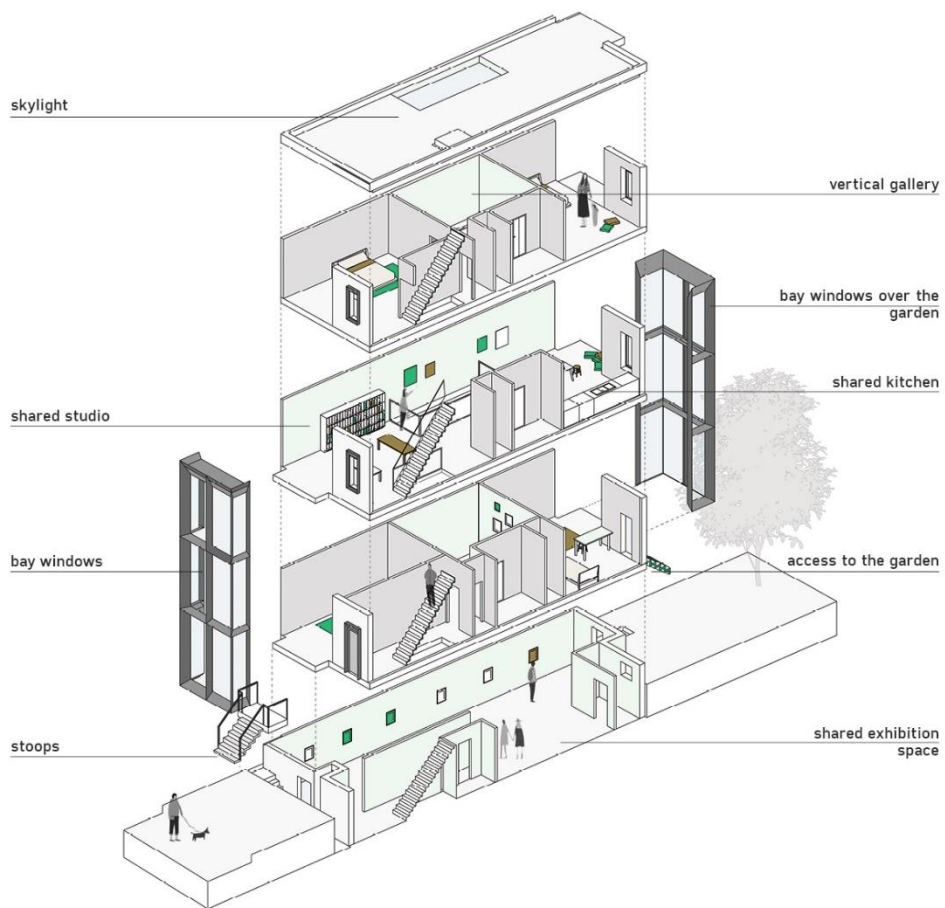 skylight
vertical gallery
bay windows over the
garden
shared kitchen
shared studio
bay windows
access to the garden
stoops
shared exhibition
space